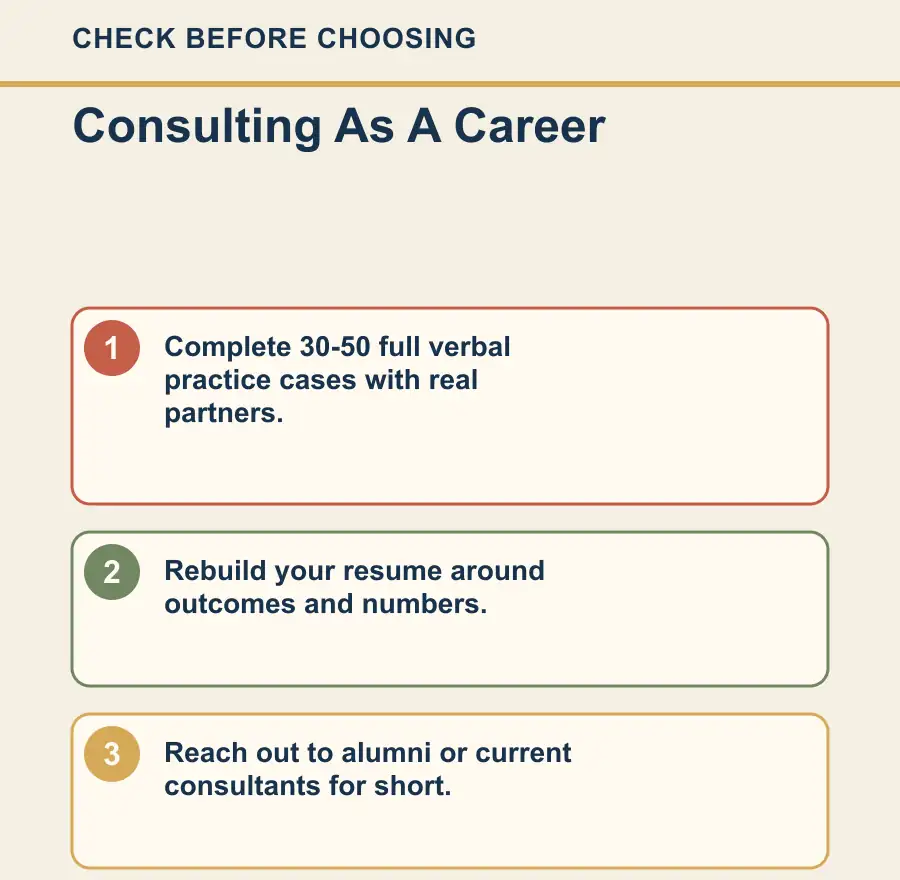 CHECK BEFORE CHOOSING
Consulting As A Career
1
Complete 30-50 full verbal
practice cases with real
partners.
2
Rebuild your resume around
outcomes and numbers.
3
Reach out to alumni or current
consultants for short.